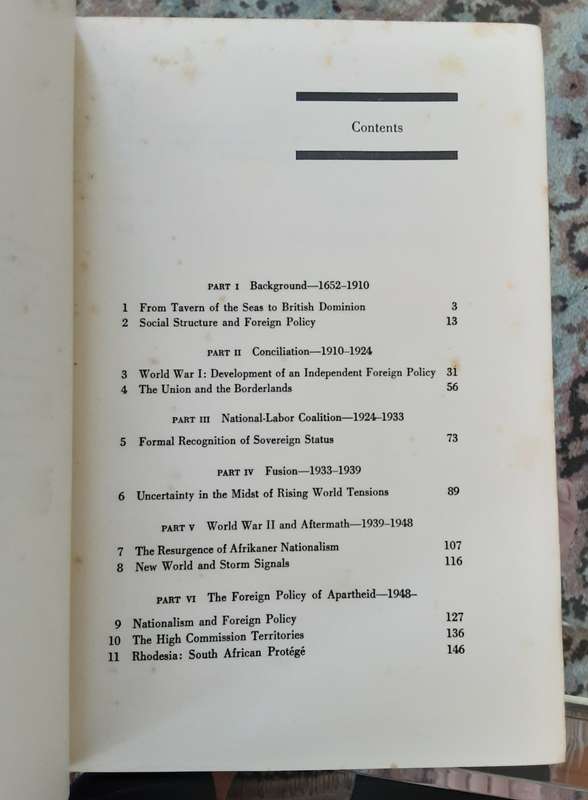 Contents
PART I Background—1652–1910
1 From Tavern of the Seas to British Dominion 3
2 Social Structure and Foreign Policy 13
PART II Conciliation—1910–1924
3 World War I: Development of an Independent Foreign Policy 31
4 The Union and the Borderlands 56
PART III National-Labor Coalition—1924–1933
5 Formal Recognition of Sovereign Status 73
PART IV Fusion—1933–1939
6 Uncertainty in the Midst of Rising World Tensions 89
PART V World War II and Aftermath—1939–1948
7 The Resurgence of Afrikaner Nationalism 107
8 New World and Storm Signals 116
PART VI The Foreign Policy of Apartheid—1948–
9 Nationalism and Foreign Policy 127
10 The High Commission Territories 136
11 Rhodesia: South African Protégé 146